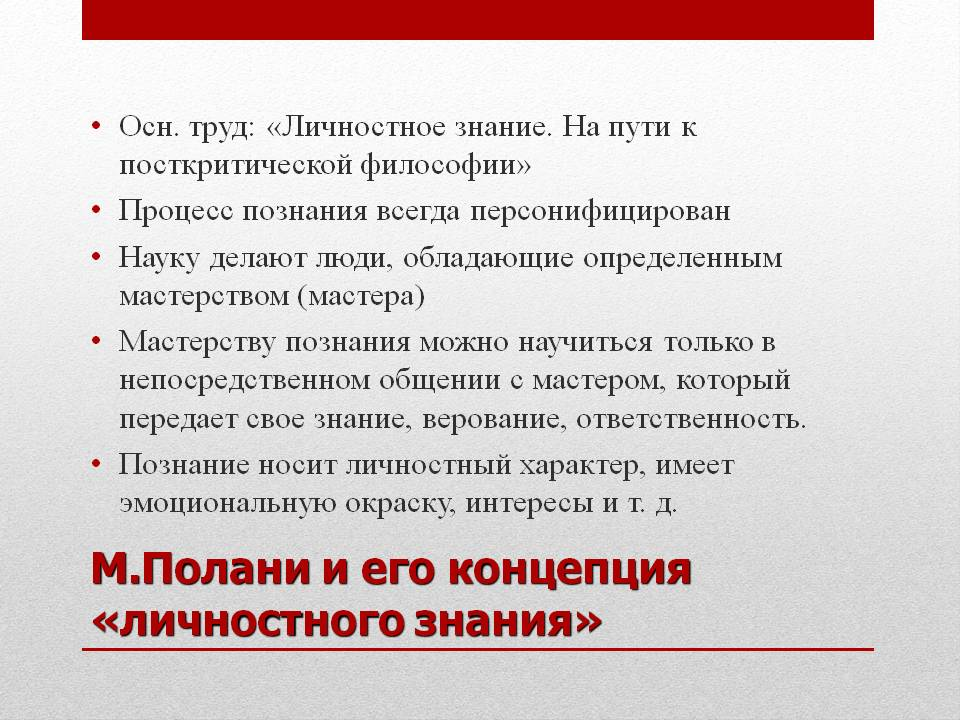 • Осн. труд: «Личностное знание. На пути к
посткритической философии»
• Процесс познания всегда персонифицирован
• Науку делают люди, обладающие определенным
мастерством (мастера)
• Мастерству познания можно научиться только в
непосредственном общении с мастером, который
передает свое знание, верование, ответственность.
• Познание носит личностный характер, имеет
эмоциональную окраску, интересы и т. д.
М.Полани и его концепция
«личностного знания»